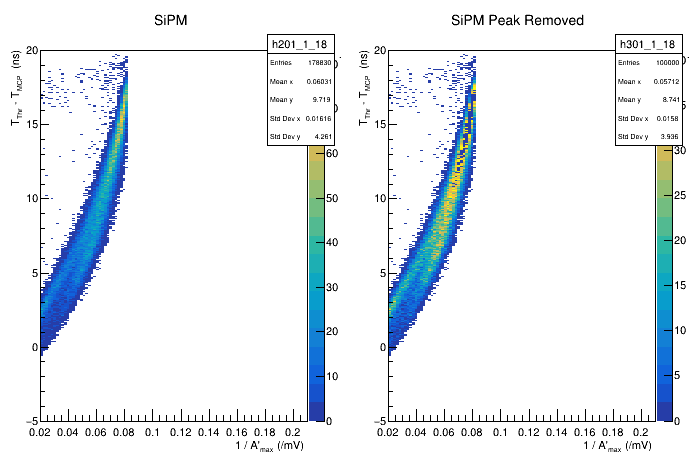 SiPM
T_Thr - T_MCP (ns)
20
15
10
5
0
−5
0.02 0.04 0.06 0.08 0.1 0.12 0.14 0.16 0.18 0.2
1 / A'_max (/mV)
h201_1_18
Entries 178830
Mean x 0.06031
Mean y 9.719
Std Dev x 0.01616
Std Dev y 4.261
60
50
40
30
20
10
0
SiPM Peak Removed
T_Thr - T_MCP (ns)
20
15
10
5
0
−5
0.02 0.04 0.06 0.08 0.1 0.12 0.14 0.16 0.18 0.2
1 / A'_max (/mV)
h301_1_18
Entries 100000
Mean x 0.05712
Mean y 8.741
Std Dev x 0.0158
Std Dev y 3.936
30
25
20
15
10
5
0